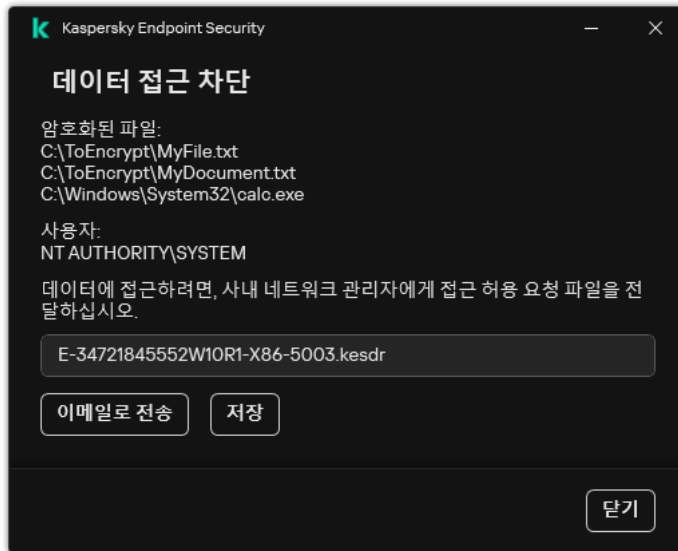 Kaspersky Endpoint Security
데이터 접근 차단
암호화된 파일:
C:\ToEncrypt\MyFile.txt
C:\ToEncrypt\MyDocument.txt
C:\Windows\System32\calc.exe
사용자:
NT AUTHORITY\SYSTEM
데이터에 접근하려면, 사내 네트워크 관리자에게 접근 허용 요청 파일을 전
달하십시오.
E-34721845552W10R1-X86-5003.kesdr
이메일로 전송 저장
닫기